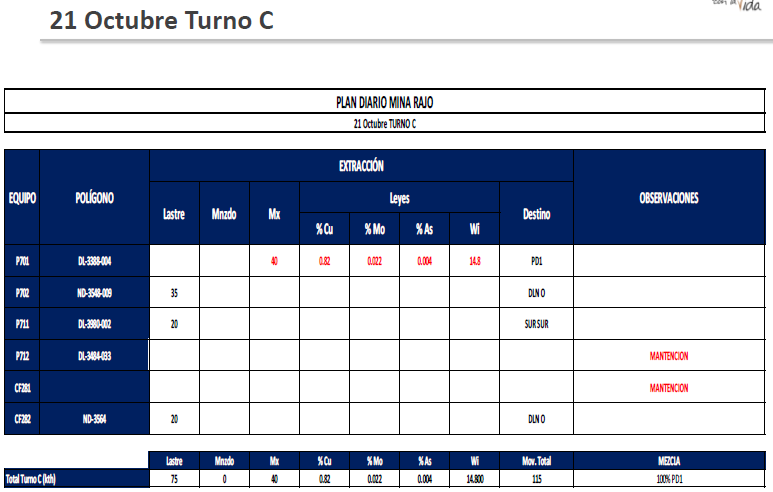 vida
21 Octubre Turno C
PLAN DIARIO MINA RAJO
21 Octubre TURNO C
EQUIPO POLÍGONO EXTRACCIÓN OBSERVACIONES
Lastre Mnzdo Mx Leyes Destino
% Cu % Mo % As Wi
P701 DL-3388-004 40 0.82 0.022 0.004 14.8 PD1
P702 ND-3548-009 35 DLN O
P711 DL-3980-002 20 SUR SUR
P712 DL-3484-033 MANTENCION
CF281 MANTENCION
CF282 ND-3564 20 DLN O
Lastre Mnzdo Mx % Cu % Mo % As Wi Mov. Total MEZCLA
Total Turno C (kth) 75 0 40 0.82 0.022 0.004 14.800 115 100% PD1